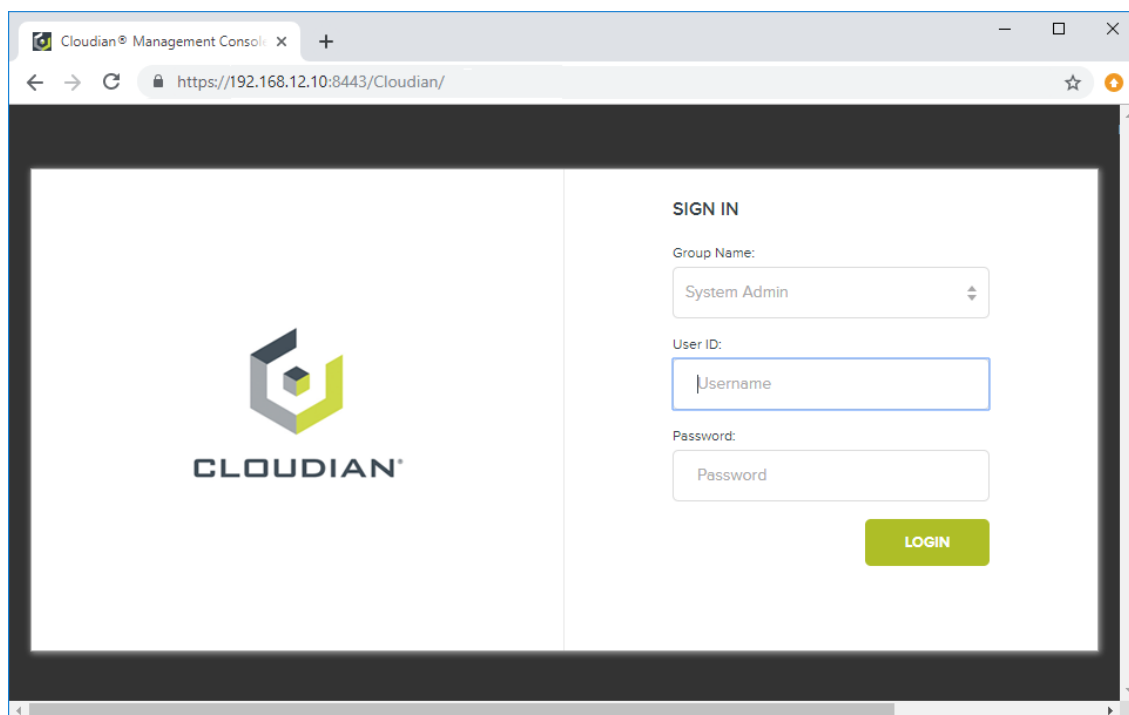 Cloudian® Management Console
https://192.168.12.10:8443/Cloudian/
CLOUDIAN®
SIGN IN
Group Name:
System Admin
User ID:
Username
Password:
Password
LOGIN